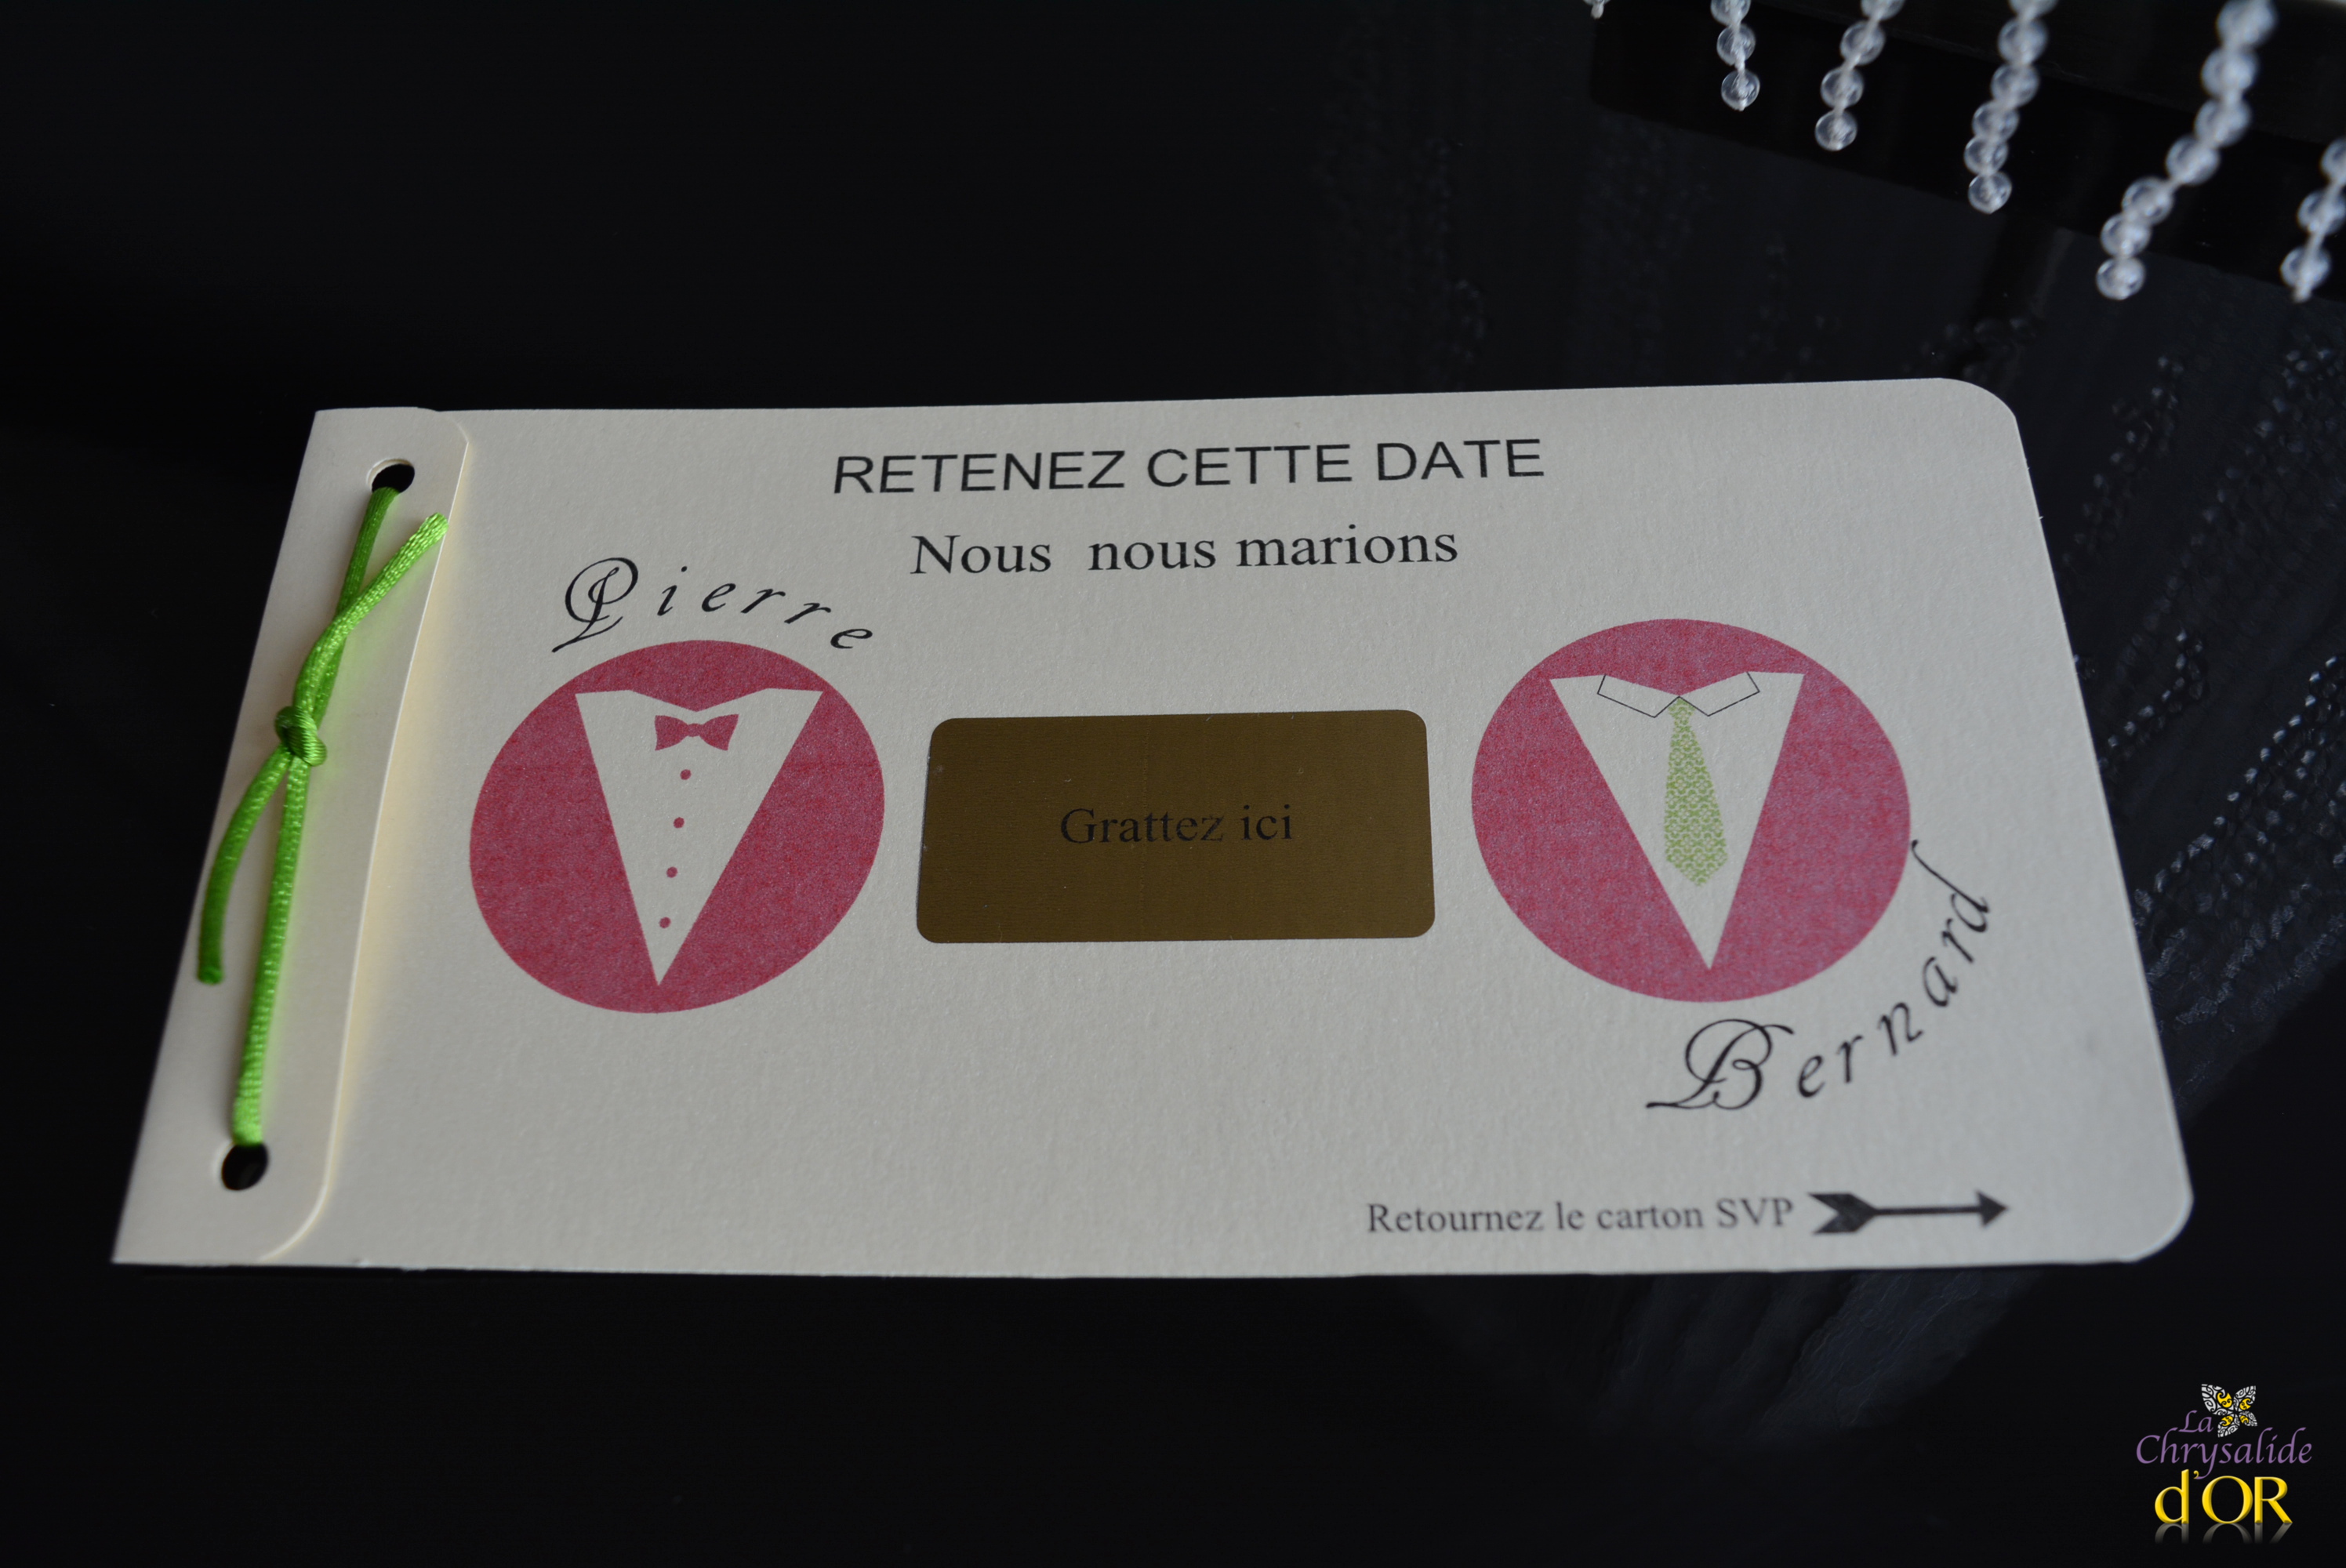 RETENEZ CETTE DATE
Nous nous marions
Pierre
Grattez ici
Bernard
Retournez le carton SVP
La
Chrysalide
d'OR